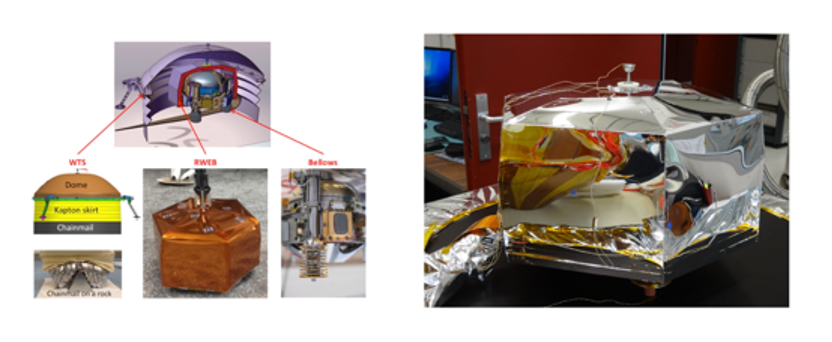 WTS
RWEB
Bellows
Dome
Kapton skirt
Chainmail
Chainmail on a rock